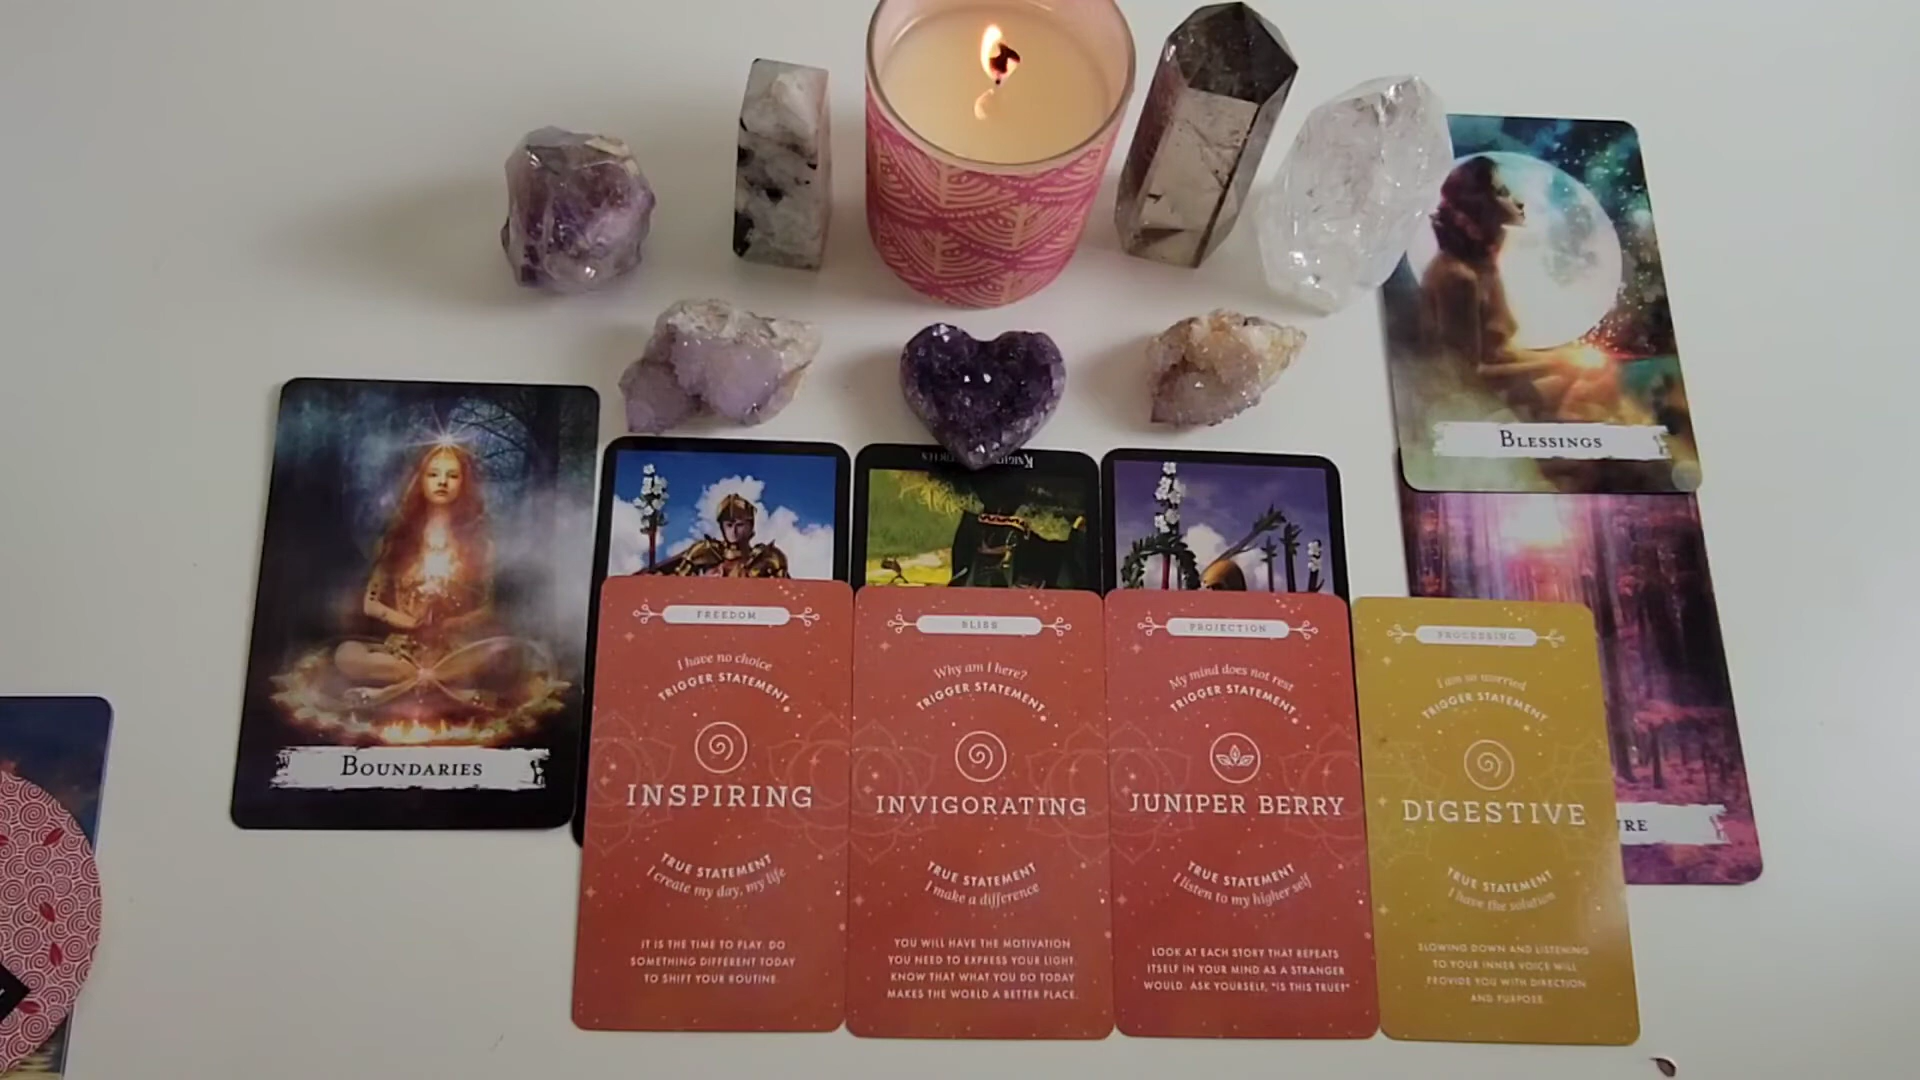 BLESSINGS
BOUNDARIES
FREEDOM
I have no choice
TRIGGER STATEMENT
INSPIRING
TRUE STATEMENT
I create my day, my life
IT IS THE TIME TO PLAY. DO
SOMETHING DIFFERENT TODAY
TO SHIFT YOUR ROUTINE.
BLISS
Why am I here?
TRIGGER STATEMENT
INVIGORATING
TRUE STATEMENT
I make a difference
YOU WILL HAVE THE MOTIVATION
YOU NEED TO EXPRESS YOUR LIGHT.
KNOW THAT WHAT YOU DO TODAY
MAKES THE WORLD A BETTER PLACE.
PROJECTION
My mind does not rest
TRIGGER STATEMENT
JUNIPER BERRY
TRUE STATEMENT
I listen to my higher self
LOOK AT EACH STORY THAT REPEATS
ITSELF IN YOUR MIND AS A STRANGER
WOULD. ASK YOURSELF, "IS THIS TRUE?"
PROCESSING
I am so worried
TRIGGER STATEMENT
DIGESTIVE
TRUE STATEMENT
I have the solution
SLOWING DOWN AND LISTENING
TO YOUR INNER VOICE WILL
PROVIDE YOU WITH DIRECTION
AND PURPOSE.